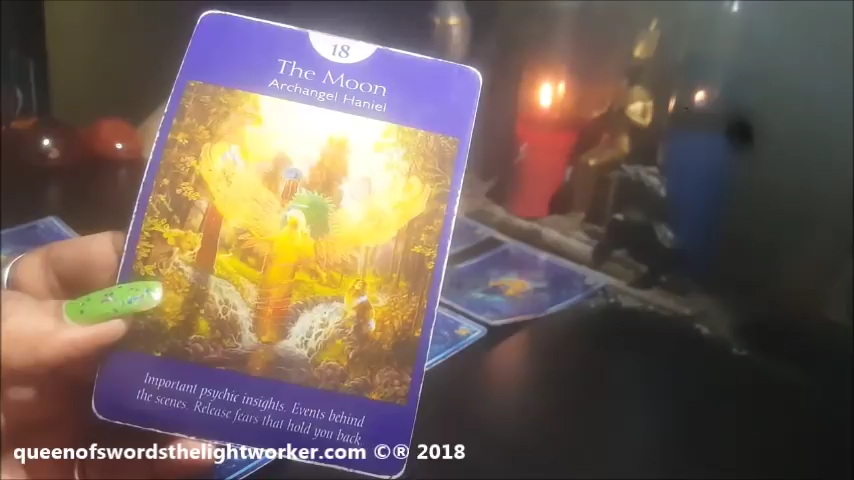 18
The Moon
Archangel Haniel
Important psychic insights. Events behind
the scenes. Release fears that hold you back.
queenofswordsthelightworker.com ©® 2018